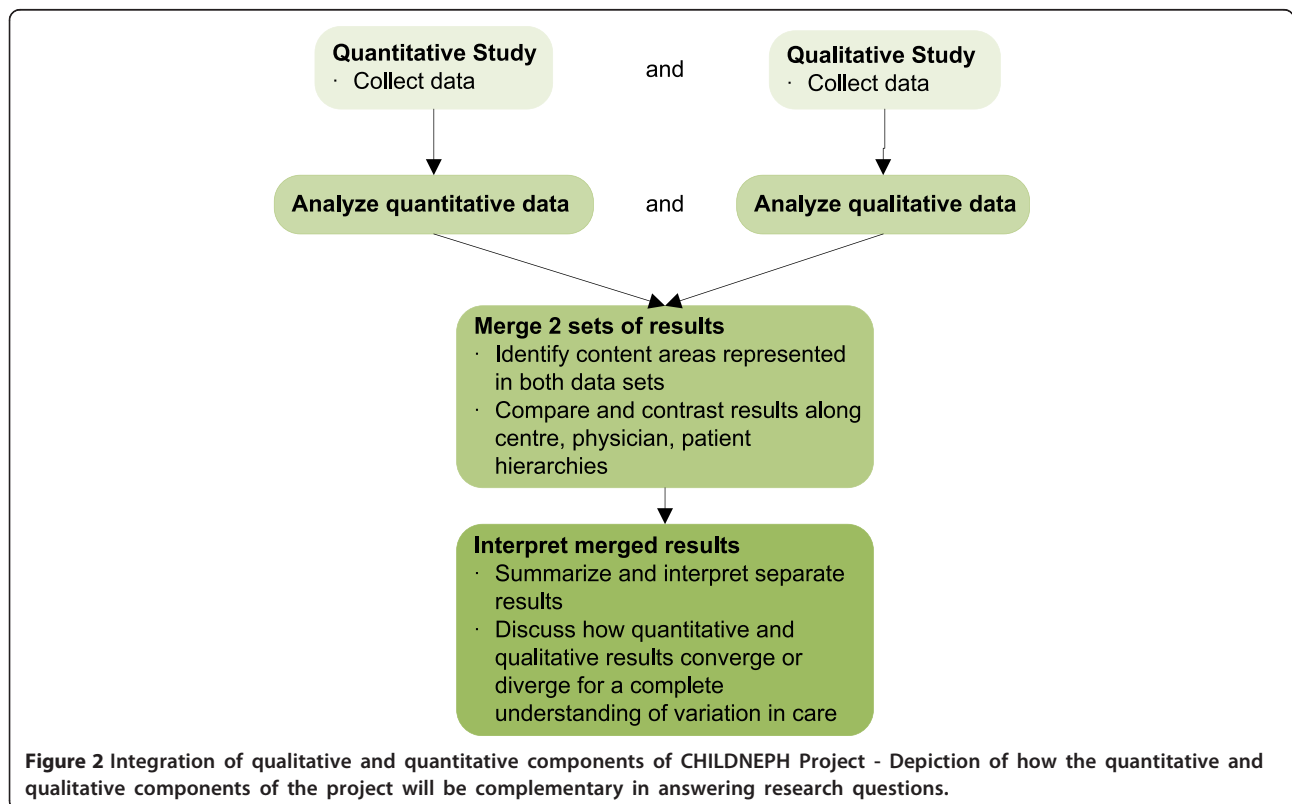 Quantitative Study
· Collect data
and
Qualitative Study
· Collect data
Analyze quantitative data
and
Analyze qualitative data
Merge 2 sets of results
· Identify content areas represented
in both data sets
· Compare and contrast results along
centre, physician, patient
hierarchies
Interpret merged results
· Summarize and interpret separate
results
· Discuss how quantitative and
qualitative results converge or
diverge for a complete
understanding of variation in care
Figure 2 Integration of qualitative and quantitative components of CHILDNEPH Project - Depiction of how the quantitative and
qualitative components of the project will be complementary in answering research questions.